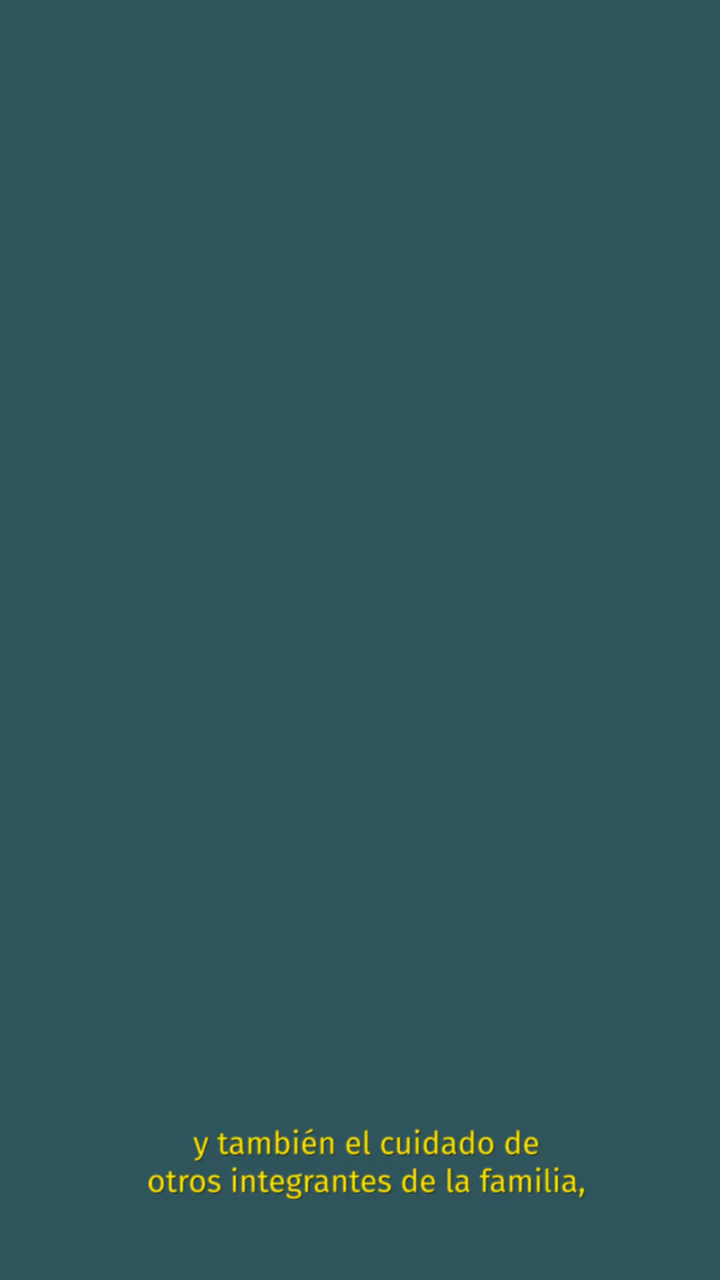 y también el cuidado de
otros integrantes de la familia,